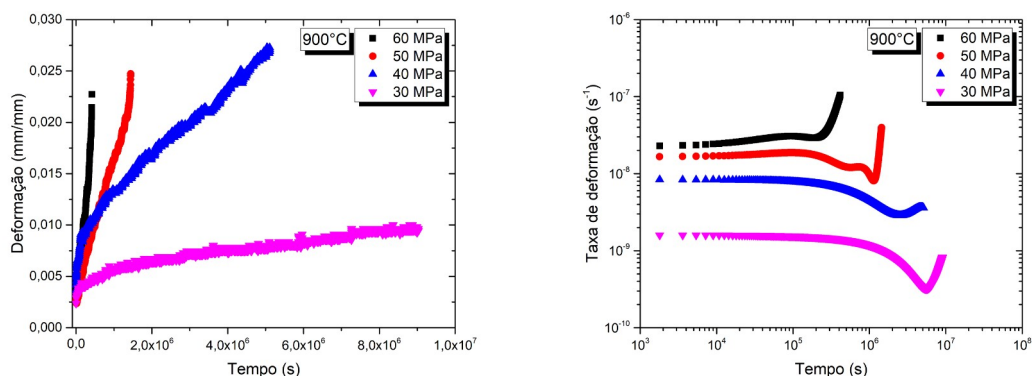 0,030
0,025
0,020
0,015
0,010
0,005
0,000
Deformação (mm/mm)
900°C
60 MPa
50 MPa
40 MPa
30 MPa
0,0
2,0x10⁶
4,0x10⁶
6,0x10⁶
8,0x10⁶
1,0x10⁷
Tempo (s)
10⁻⁶
10⁻⁷
10⁻⁸
10⁻⁹
10⁻¹⁰
Taxa de deformação (s⁻¹)
900°C
60 MPa
50 MPa
40 MPa
30 MPa
10³
10⁴
10⁵
10⁶
10⁷
10⁸
Tempo (s)